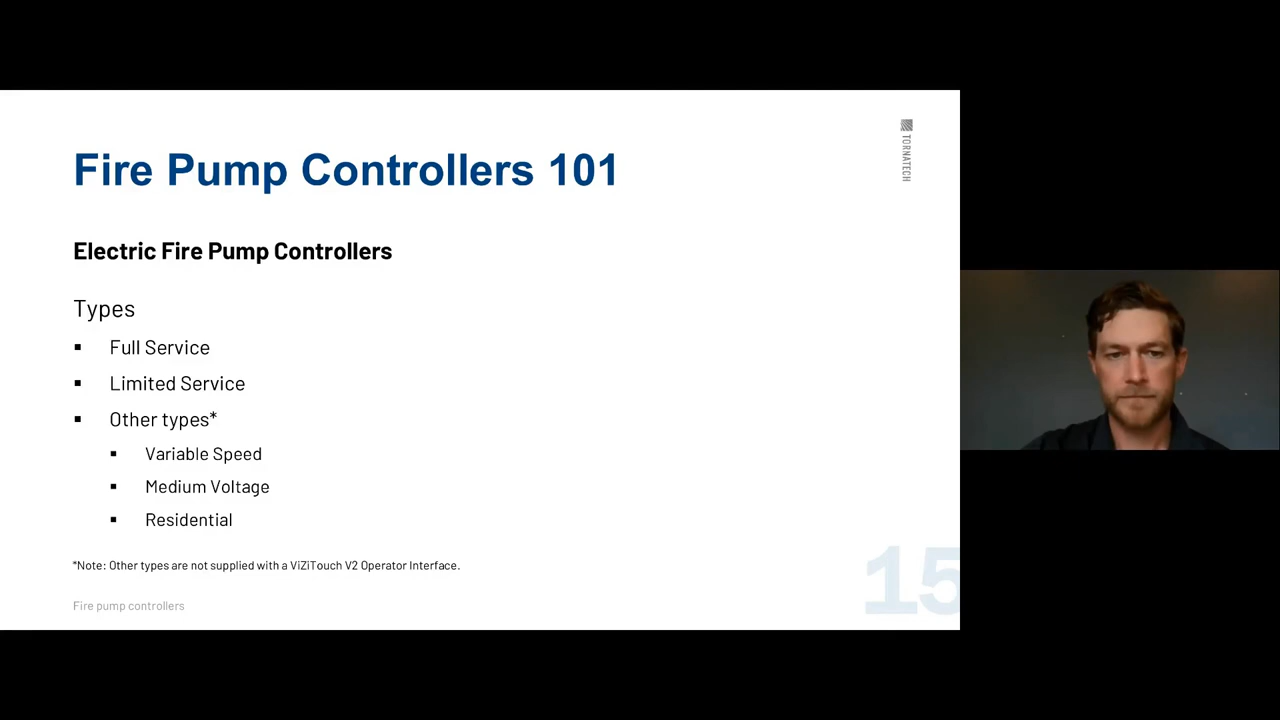 TORNATECH
Fire Pump Controllers 101
Electric Fire Pump Controllers
Types
▪ Full Service
▪ Limited Service
▪ Other types*
▪ Variable Speed
▪ Medium Voltage
▪ Residential
*Note: Other types are not supplied with a ViZiTouch V2 Operator Interface.
Fire pump controllers
15